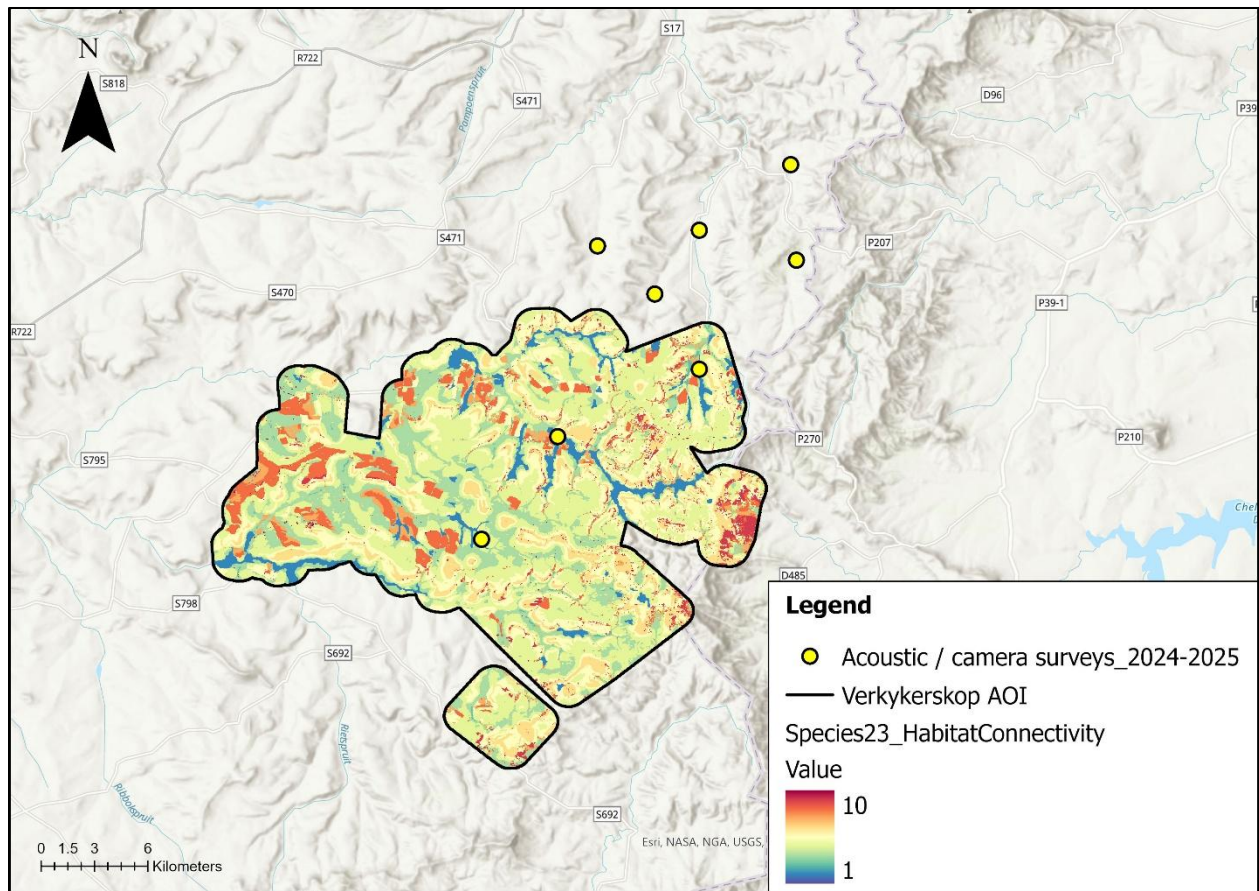 S17
R722
N
S818
Pampoenspruit
S471
D96
P39
S471
P207
S470
P39-1
R722
P270
P210
S795
Che
D485
S798
S692
Rietspruit
Ribbokspruit
S692
Esri, NASA, NGA, USGS,
0 1.5 3 6
Kilometers
Legend
Acoustic / camera surveys_2024-2025
Verkykerskop AOI
Species23_HabitatConnectivity
Value
10
1